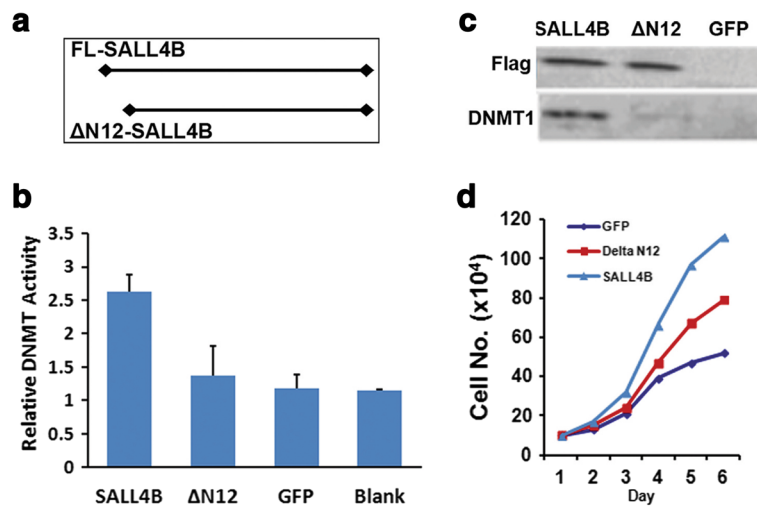 a
FL-SALL4B
ΔN12-SALL4B
b
Relative DNMT Activity
3.5
3
2.5
2
1.5
1
0.5
0
SALL4B ΔN12 GFP Blank
c
SALL4B ΔN12 GFP
Flag
DNMT1
d
Cell No. (x10⁴)
120
100
80
60
40
20
0
GFP
Delta N12
SALL4B
1 2 3 4 5 6
Day